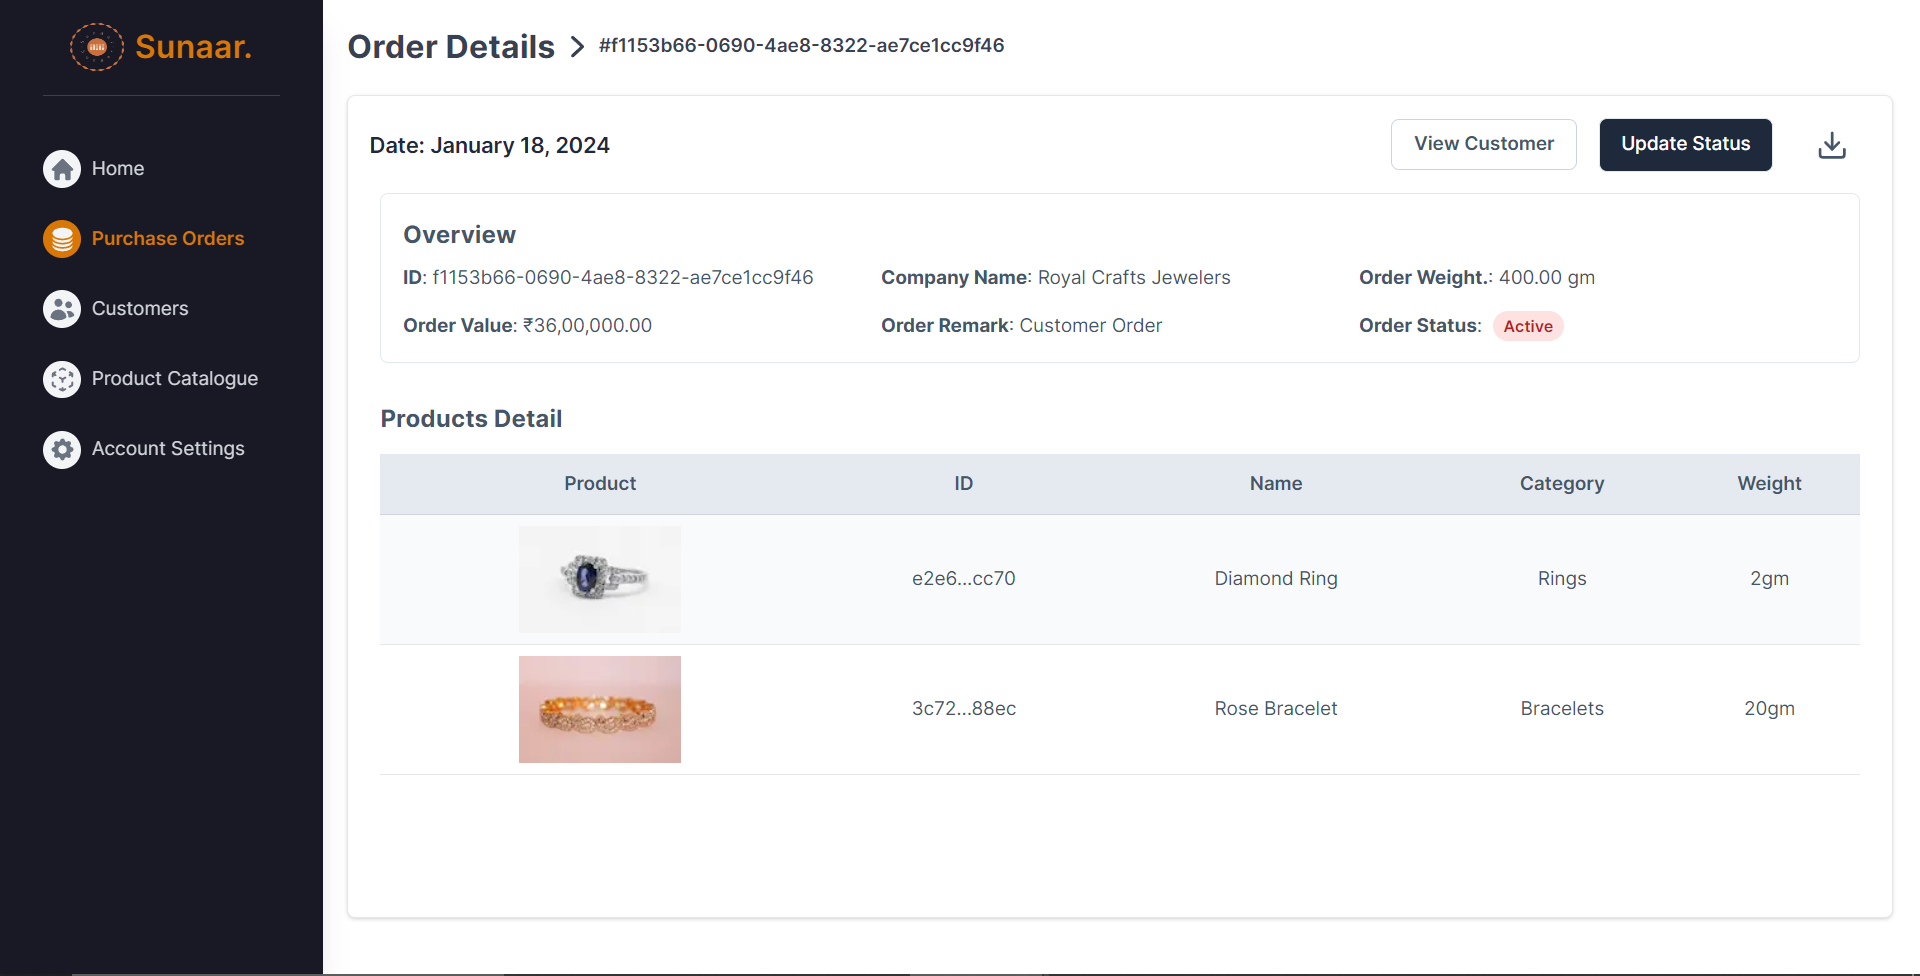 Sunaar.
Order Details > #f1153b66-0690-4ae8-8322-ae7ce1cc9f46
Home
Purchase Orders
Customers
Product Catalogue
Account Settings
Date: January 18, 2024
View Customer
Update Status
Overview
ID: f1153b66-0690-4ae8-8322-ae7ce1cc9f46
Company Name: Royal Crafts Jewelers
Order Weight.: 400.00 gm
Order Value: ₹36,00,000.00
Order Remark: Customer Order
Order Status: Active
Products Detail
Product ID Name Category Weight
e2e6...cc70 Diamond Ring Rings 2gm
3c72...88ec Rose Bracelet Bracelets 20gm